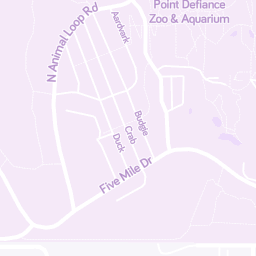 Point Defiance
Zoo & Aquarium
N Animal Loop Rd
Aardvark
Budgie
Crab
Duck
Five Mile Dr